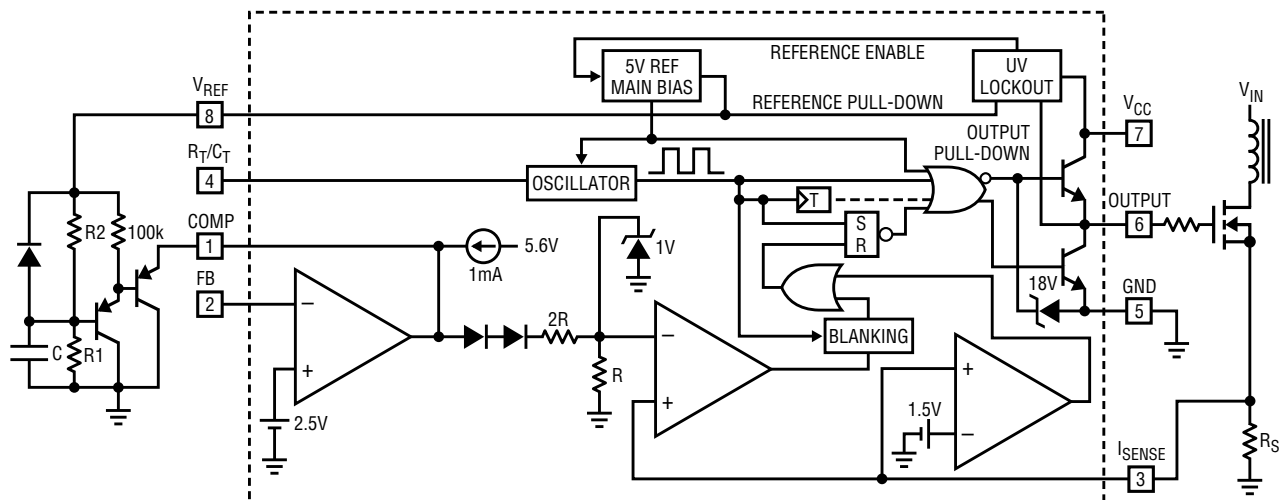 REFERENCE ENABLE
5V REF
MAIN BIAS
UV
LOCKOUT
VREF
8
REFERENCE PULL-DOWN
VCC
7
VIN
RT/CT
4
OSCILLATOR
OUTPUT
PULL-DOWN
T
OUTPUT
6
R2
100k
COMP
1
5.6V
1mA
1V
S
R
FB
2
18V
GND
5
C
R1
2R
R
BLANKING
−
+
−
+
+
−
2.5V
1.5V
ISENSE
3
RS